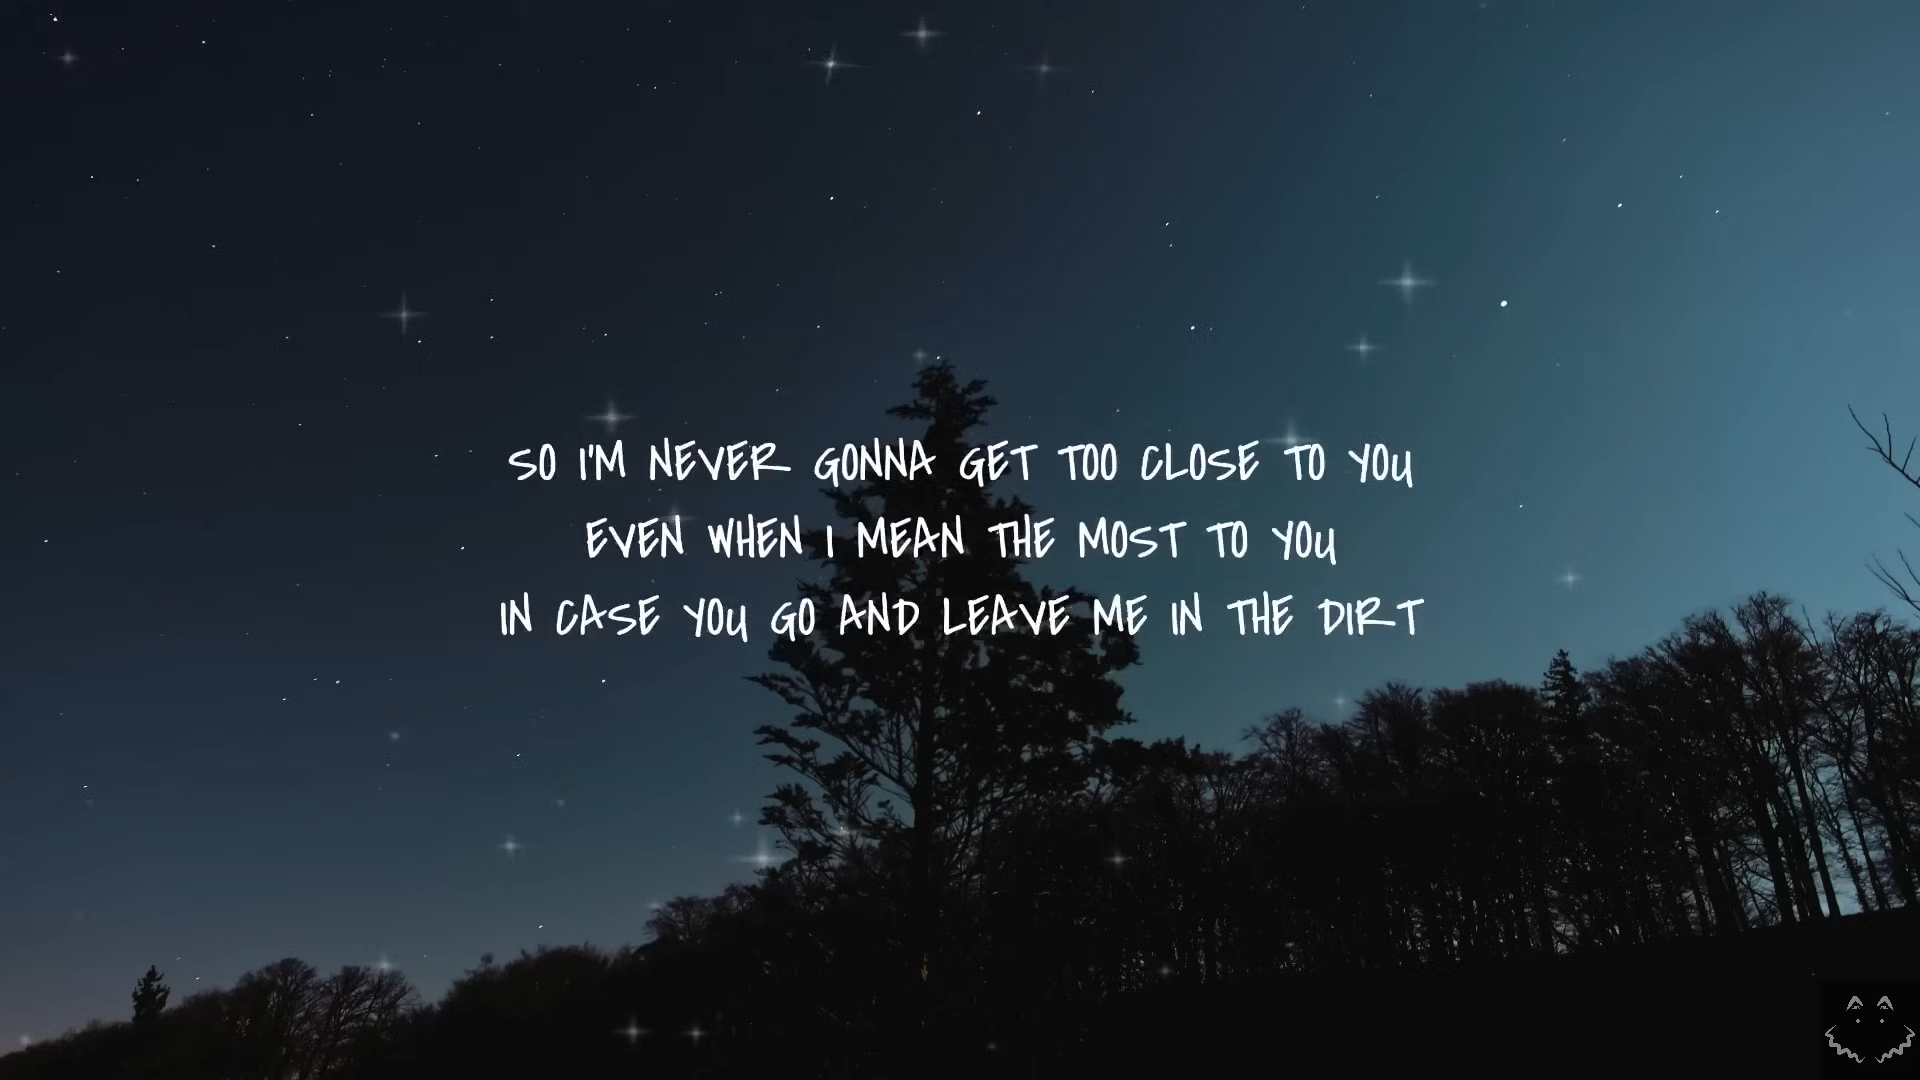 SO I'M NEVER GONNA GET TOO CLOSE TO YOU
EVEN WHEN I MEAN THE MOST TO YOU
IN CASE YOU GO AND LEAVE ME IN THE DIRT